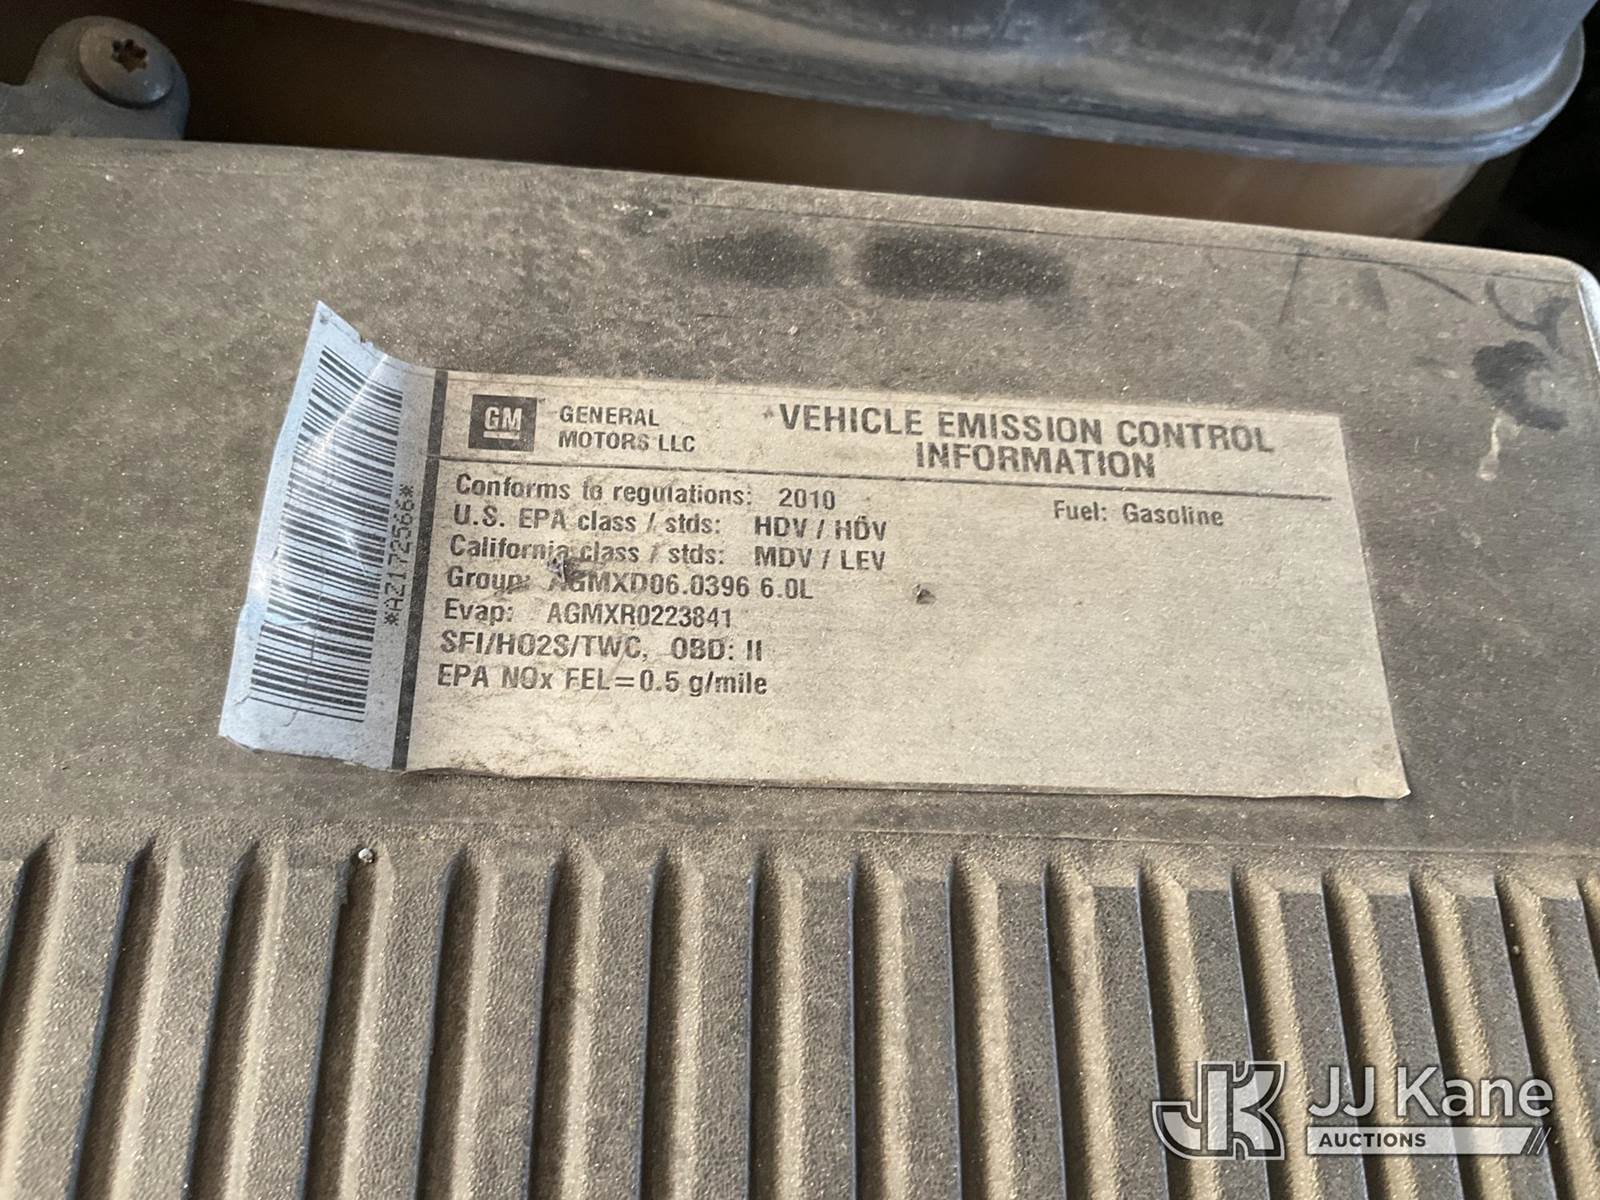 GM
GENERAL
MOTORS LLC
VEHICLE EMISSION CONTROL
INFORMATION
Conforms to regulations: 2010
Fuel: Gasoline
U.S. EPA class / stds: HDV / HDV
California class / stds: MDV / LEV
Group: AGMXD06.0396 6.0L
Evap: AGMXR0223841
SFI/HO2S/TWC, OBD: II
EPA NOx FEL=0.5 g/mile
*AZ172566*
JK JJ Kane
AUCTIONS